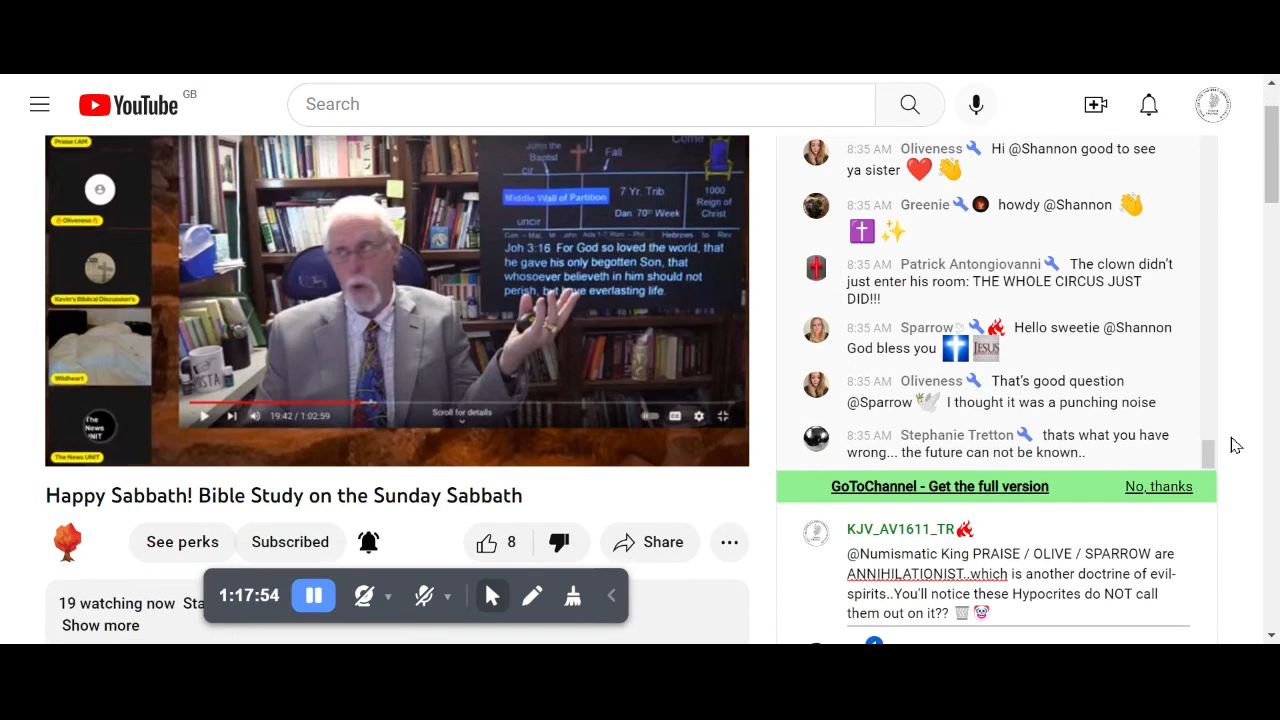 YouTube GB
Search
Praise I AM
Oliveness
Kevin's Biblical Discussion's
Wildheart
The
News
UNIT
The News UNIT
John the
Baptist
Fall
Come
cir
Middle Wall of Partition
7 Yr. Trib
1000
Reign of
Christ
Dan. 70th Week
uncir
Hebrews to Rev
Joh 3:16 For God so loved the world, that
he gave his only begotten Son, that
whosoever believeth in him should not
perish, but have everlasting life.
19:42 / 1:02:59
Scroll for details
Happy Sabbath! Bible Study on the Sunday Sabbath
See perks
Subscribed
8
Share
19 watching now Sta
Show more
1:17:54
8:35 AM Oliveness🔧 Hi @Shannon good to see
ya sister ❤️ 👋
8:35 AM Greenie🔧 howdy @Shannon 👋
✝️ ✨
8:35 AM Patrick Antongiovanni🔧 The clown didn't
just enter his room: THE WHOLE CIRCUS JUST
DID!!!
8:35 AM Sparrow🕊🔧 Hello sweetie @Shannon
God bless you JESUS
8:35 AM Oliveness🔧 That's good question
@Sparrow🕊 I thought it was a punching noise
8:35 AM Stephanie Tretton🔧 thats what you have
wrong... the future can not be known..
GoToChannel - Get the full version No, thanks
KJV_AV1611_TR
@Numismatic King PRAISE / OLIVE / SPARROW are
ANNIHILATIONIST..which is another doctrine of evil-
spirits..You'll notice these Hypocrites do NOT call
them out on it?? 🗑️ 🤡